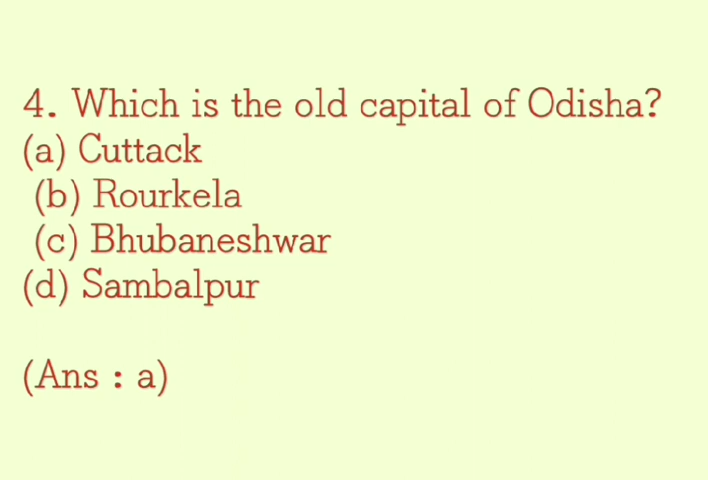 4. Which is the old capital of Odisha?
(a) Cuttack
(b) Rourkela
(c) Bhubaneshwar
(d) Sambalpur
(Ans : a)